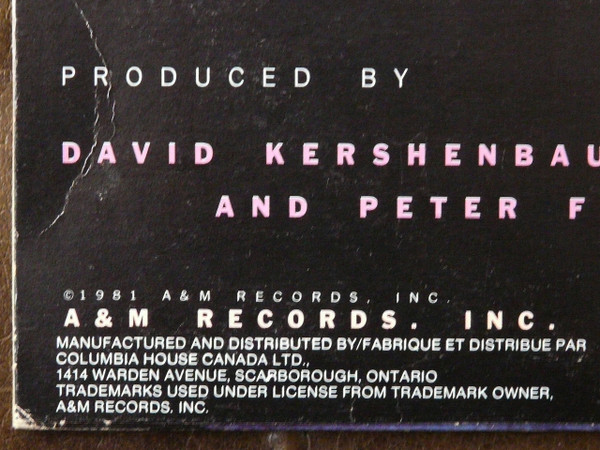 PRODUCED BY
DAVID KERSHENBAU
AND PETER F
©1981 A&M RECORDS, INC.
A&M RECORDS. INC.
MANUFACTURED AND DISTRIBUTED BY/FABRIQUE ET DISTRIBUE PAR
COLUMBIA HOUSE CANADA LTD.,
1414 WARDEN AVENUE, SCARBOROUGH, ONTARIO
TRADEMARKS USED UNDER LICENSE FROM TRADEMARK OWNER,
A&M RECORDS. INC.